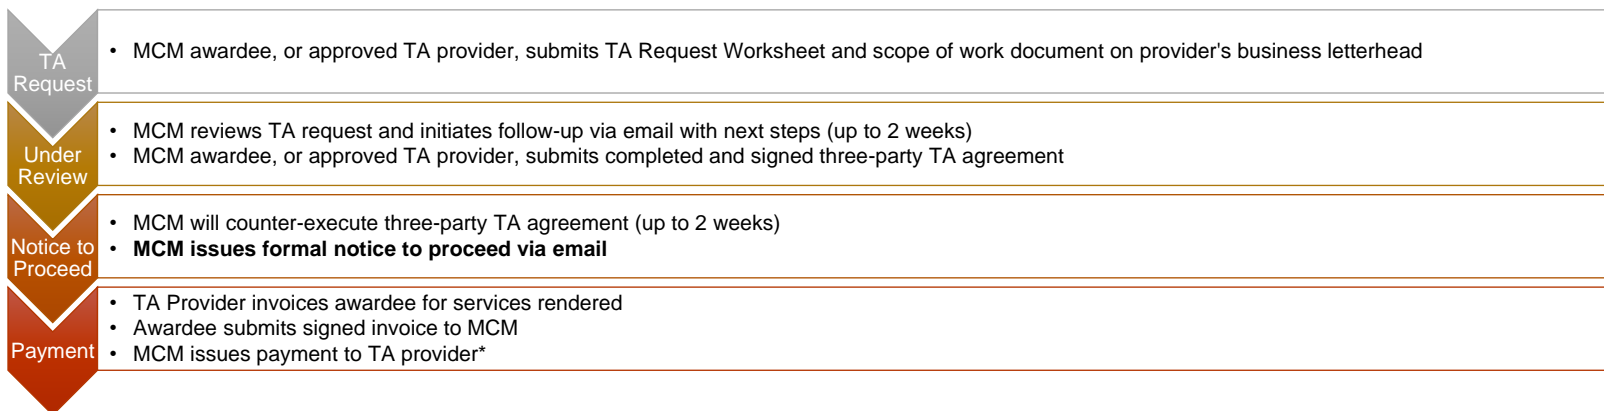 TA
Request
• MCM awardee, or approved TA provider, submits TA Request Worksheet and scope of work document on provider's business letterhead
Under
Review
• MCM reviews TA request and initiates follow-up via email with next steps (up to 2 weeks)
• MCM awardee, or approved TA provider, submits completed and signed three-party TA agreement
Notice to
Proceed
• MCM will counter-execute three-party TA agreement (up to 2 weeks)
• MCM issues formal notice to proceed via email
Payment
• TA Provider invoices awardee for services rendered
• Awardee submits signed invoice to MCM
• MCM issues payment to TA provider*